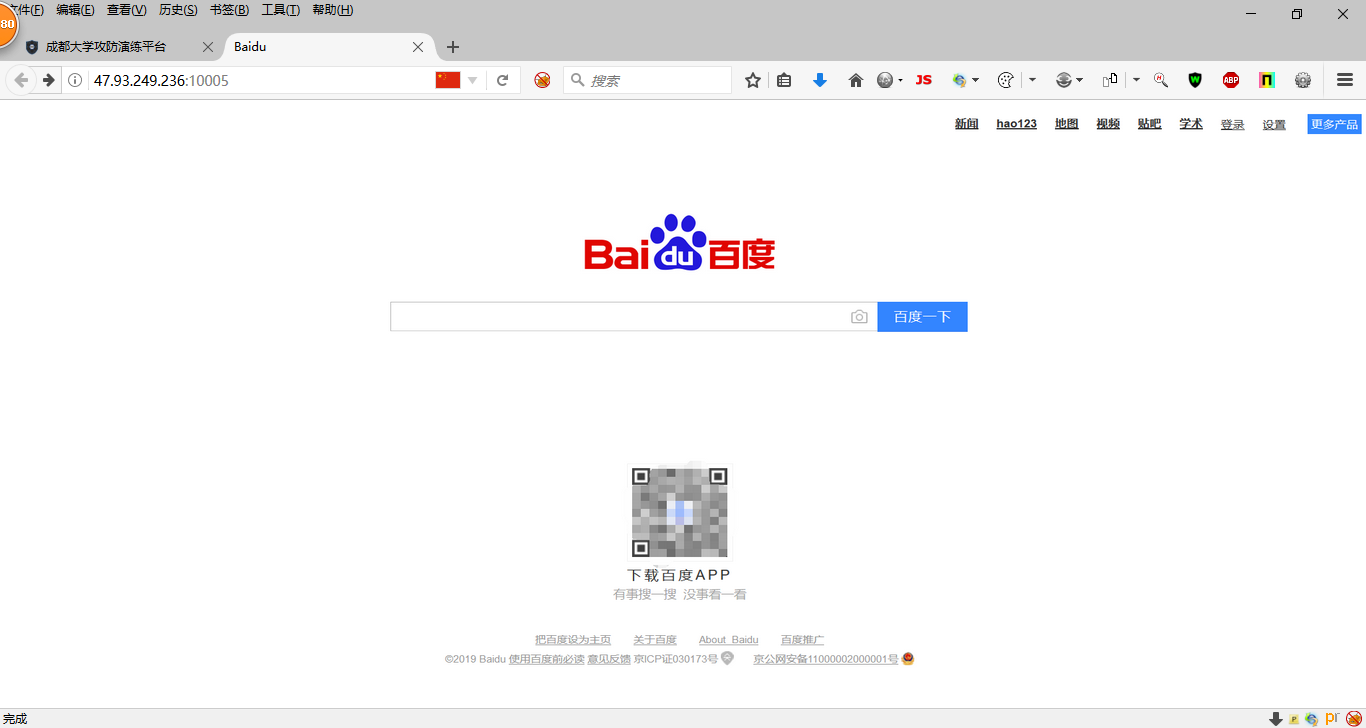 文件(F) 编辑(E) 查看(V) 历史(S) 书签(B) 工具(T) 帮助(H)
80
成都大学攻防演练平台 Baidu
47.93.249.236:10005 搜索 JS W ABP
新闻 hao123 地图 视频 贴吧 学术 登录 设置 更多产品
Bai du 百度
百度一下
下载百度APP
有事搜一搜 没事看一看
把百度设为主页 关于百度 About Baidu 百度推广
©2019 Baidu 使用百度前必读 意见反馈 京ICP证030173号 京公网安备11000002000001号
完成